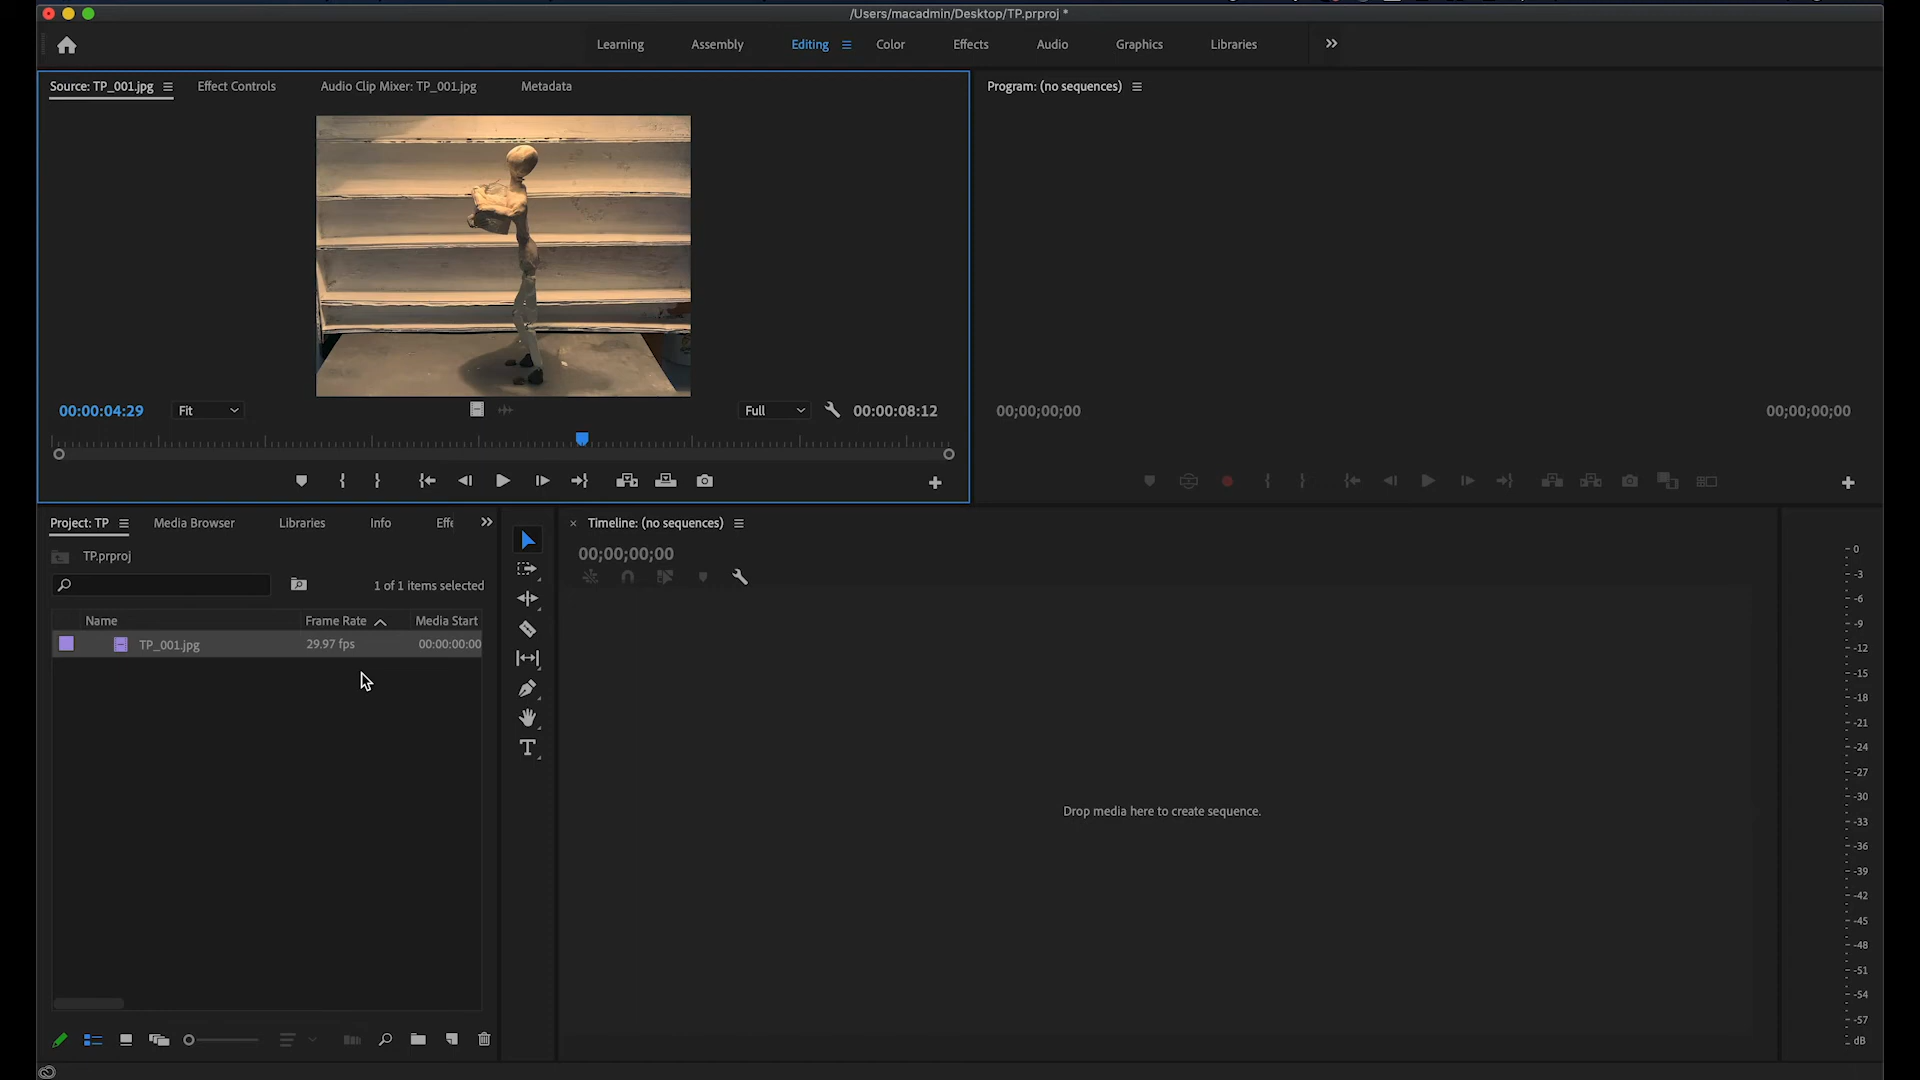 /Users/macadmin/Desktop/TP.prproj *
Learning Assembly Editing Color Effects Audio Graphics Libraries
Source: TP_001.jpg Effect Controls Audio Clip Mixer: TP_001.jpg Metadata
Program: (no sequences)
00:00:04:29 Fit Full 00:00:08:12
00;00;00;00 00;00;00;00
Project: TP Media Browser Libraries Info Effe
TP.prproj
1 of 1 items selected
Name Frame Rate Media Start
TP_001.jpg 29.97 fps 00:00:00:00
Timeline: (no sequences)
00;00;00;00
Drop media here to create sequence.
0
-3
-6
-9
-12
-15
-18
-21
-24
-27
-30
-33
-36
-39
-42
-45
-48
-51
-54
-57
dB